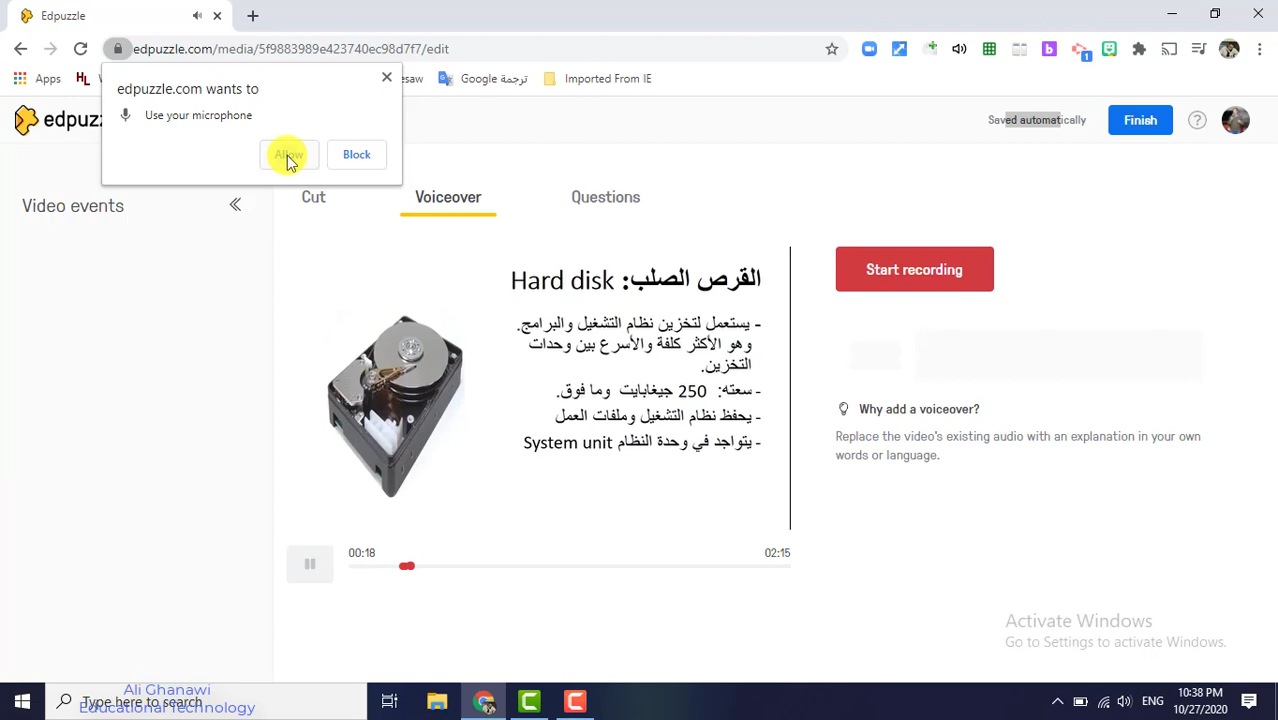 Edpuzzle
edpuzzle.com/media/5f9883989e423740ec98d7f7/edit
Apps
esaw
ترجمة Google
Imported From IE
1
edpuzzle.com wants to
Use your microphone
Allow
Block
edpuz
Saved automatically
Finish
?
Video events
Cut
Voiceover
Questions
القرص الصلب: Hard disk
- يستعمل لتخزين نظام التشغيل والبرامج.
وهو الأكثر كلفة والأسرع بين وحدات
التخزين.
- سعته: 250 جيغابايت وما فوق.
- يحفظ نظام التشغيل وملفات العمل
- يتواجد في وحدة النظام System unit
00:18
02:15
Start recording
Why add a voiceover?
Replace the video's existing audio with an explanation in your own
words or language.
Activate Windows
Go to Settings to activate Windows.
Type here to search
Ali Ghanawi
Educational Technology
ENG
10:38 PM
10/27/2020